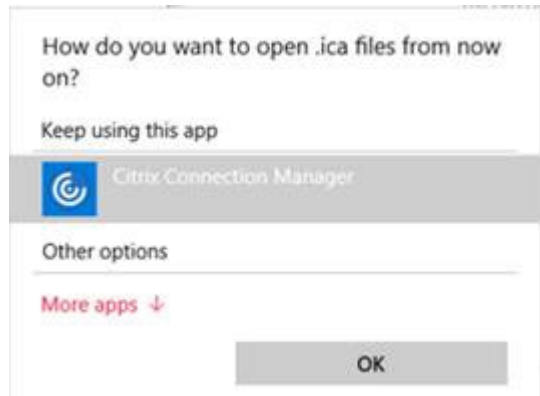 How do you want to open .ica files from now
on?
Keep using this app
Citrix Connection Manager
Other options
More apps ↓
OK